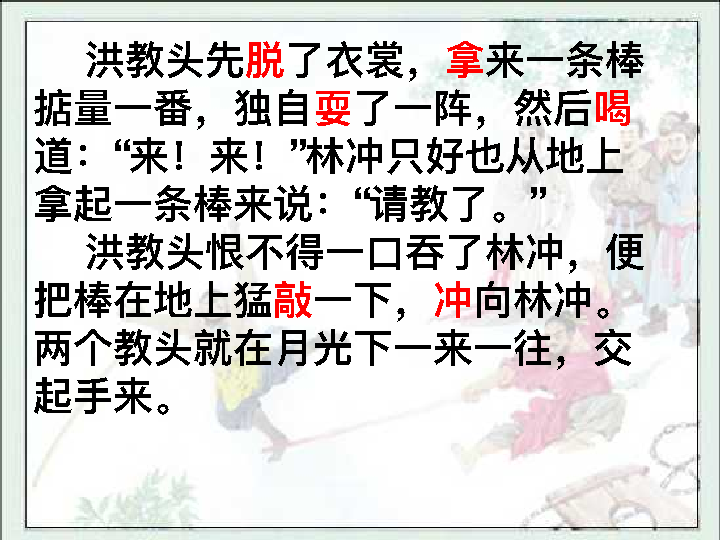 洪教头先脱了衣裳，拿来一条棒
掂量一番，独自耍了一阵，然后喝
道：“来！来！”林冲只好也从地上
拿起一条棒来说：“请教了。”
洪教头恨不得一口吞了林冲，便
把棒在地上猛敲一下，冲向林冲。
两个教头就在月光下一来一往，交
起手来。